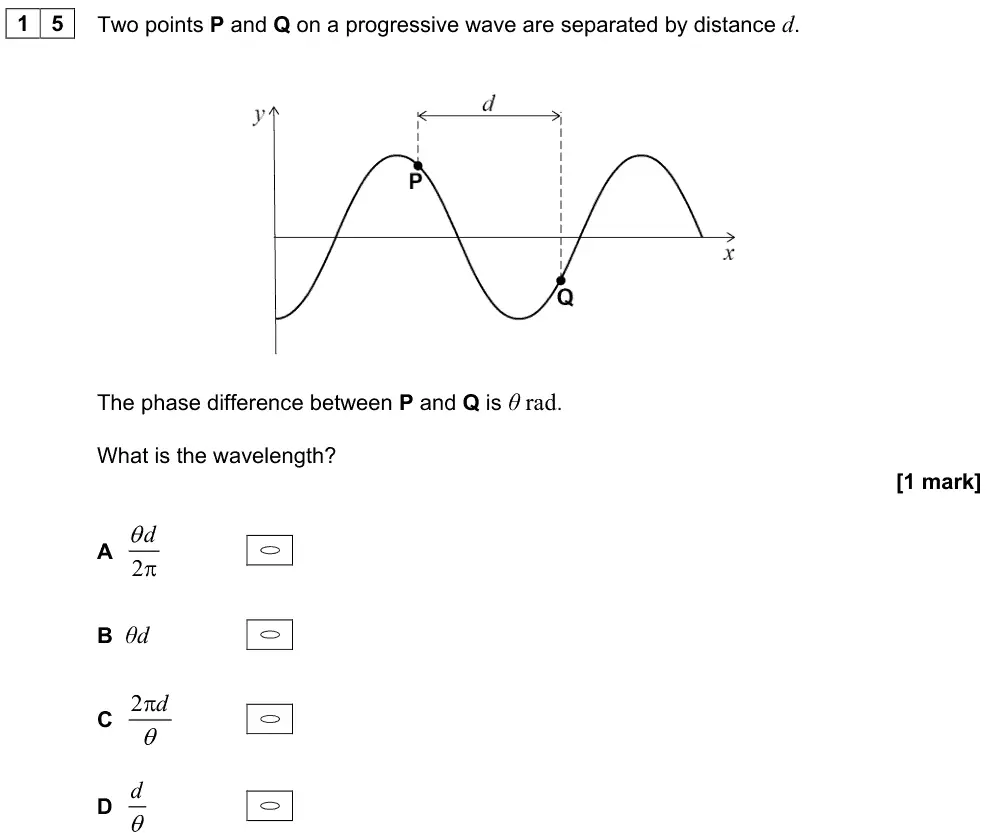 1 5 Two points P and Q on a progressive wave are separated by distance d.
d
y
P
x
Q
The phase difference between P and Q is θ rad.
What is the wavelength?
[1 mark]
A θd/2π
B θd
C 2πd/θ
D d/θ